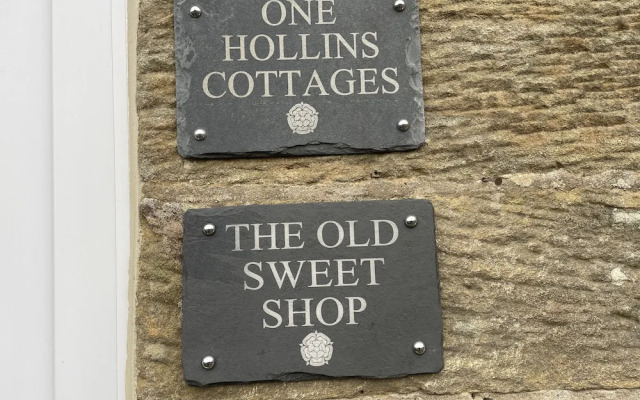 ONE
HOLLINS
COTTAGES
THE OLD
SWEET
SHOP